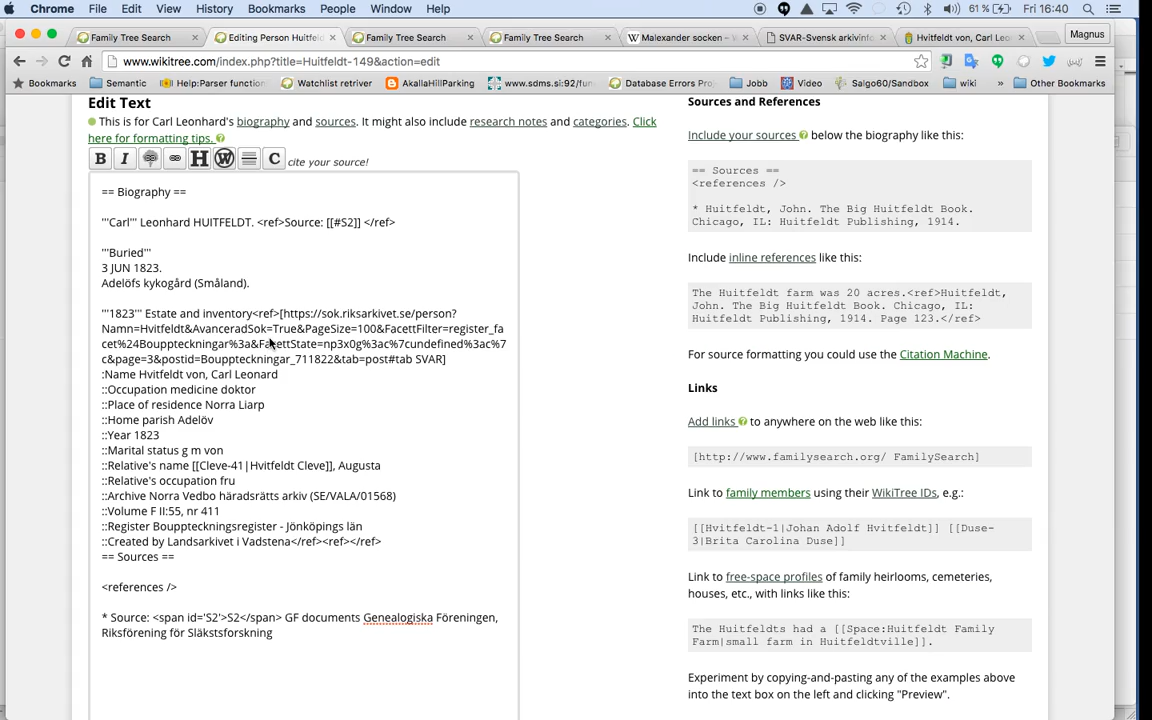 Chrome File Edit View History Bookmarks People Window Help 61 % Fri 16:40
Family Tree Search Editing Person Huitfeld Family Tree Search Family Tree Search Malexander socken – SVAR-Svensk arkivinfo Hvitfeldt von, Carl Leo Magnus
www.wikitree.com/index.php?title=Huitfeldt-149&action=edit
Bookmarks Semantic Help:Parser function Watchlist retriver AkallaHillParking www.sdms.si:92/fun Database Errors Proj Jobb Video Salgo60/Sandbox wiki » Other Bookmarks
Edit Text
This is for Carl Leonhard's biography and sources. It might also include research notes and categories. Click
here for formatting tips. ?
B I H W C cite your source!
== Biography ==
'''Carl''' Leonhard HUITFELDT. <ref>Source: [[#S2]] </ref>
'''Buried'''
3 JUN 1823.
Adelöfs kykogård (Småland).
'''1823''' Estate and inventory<ref>[https://sok.riksarkivet.se/person?
Namn=Hvitfeldt&AvanceradSok=True&PageSize=100&FacettFilter=register_fa
cet%24Bouppteckningar%3a&FacettState=np3x0g%3ac%7cundefined%3ac%7
c&page=3&postid=Bouppteckningar_711822&tab=post#tab SVAR]
:Name Hvitfeldt von, Carl Leonard
::Occupation medicine doktor
::Place of residence Norra Liarp
::Home parish Adelöv
::Year 1823
::Marital status g m von
::Relative's name [[Cleve-41|Hvitfeldt Cleve]], Augusta
::Relative's occupation fru
::Archive Norra Vedbo häradsrätts arkiv (SE/VALA/01568)
::Volume F II:55, nr 411
::Register Bouppteckningsregister - Jönköpings län
::Created by Landsarkivet i Vadstena</ref><ref></ref>
== Sources ==
<references />
* Source: <span id='S2'>S2</span> GF documents Genealogiska Föreningen,
Riksförening för Släkstsforskning
Sources and References
Include your sources ? below the biography like this:
== Sources ==
<references />
* Huitfeldt, John. The Big Huitfeldt Book.
Chicago, IL: Huitfeldt Publishing, 1914.
Include inline references like this:
The Huitfeldt farm was 20 acres.<ref>Huitfeldt,
John. The Big Huitfeldt Book. Chicago, IL:
Huitfeldt Publishing, 1914. Page 123.</ref>
For source formatting you could use the Citation Machine.
Links
Add links ? to anywhere on the web like this:
[http://www.familysearch.org/ FamilySearch]
Link to family members using their WikiTree IDs, e.g.:
[[Hvitfeldt-1|Johan Adolf Hvitfeldt]] [[Duse-
3|Brita Carolina Duse]]
Link to free-space profiles of family heirlooms, cemeteries,
houses, etc., with links like this:
The Huitfeldts had a [[Space:Huitfeldt Family
Farm|small farm in Huitfeldtville]].
Experiment by copying-and-pasting any of the examples above
into the text box on the left and clicking "Preview".